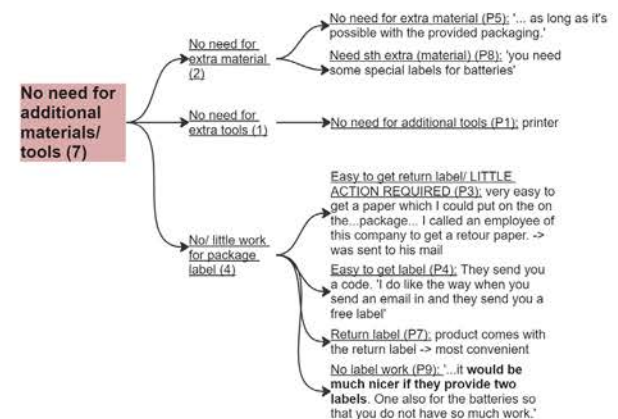 No need for
additional
materials/
tools (7)
No need for
extra material
(2)
No need for extra material (P5): '... as long as it's
possible with the provided packaging.'
Need sth extra (material) (P8): 'you need
some special labels for batteries'
No need for
extra tools (1)
No need for additional tools (P1): printer
No/ little work
for package
label (4)
Easy to get return label/ LITTLE
ACTION REQUIRED (P3): very easy to
get a paper which I could put on the on
the...package... I called an employee of
this company to get a retour paper. ->
was sent to his mail
Easy to get label (P4): They send you
a code. 'I do like the way when you
send an email in and they send you a
free label'
Return label (P7): product comes with
the return label -> most convenient
No label work (P9): '...it would be
much nicer if they provide two
labels. One also for the batteries so
that you do not have so much work.'